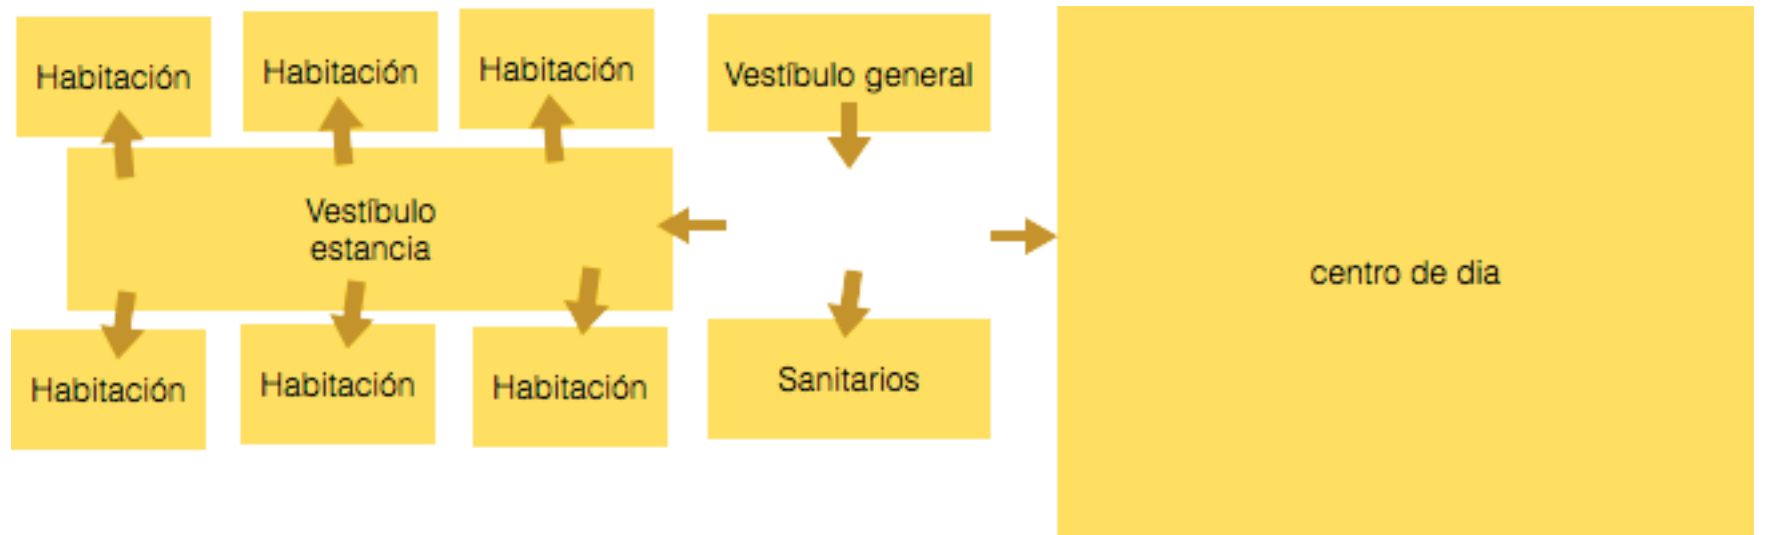 Habitación
Habitación
Habitación
Vestíbulo general
Vestíbulo
estancia
centro de dia
Habitación
Habitación
Habitación
Sanitarios